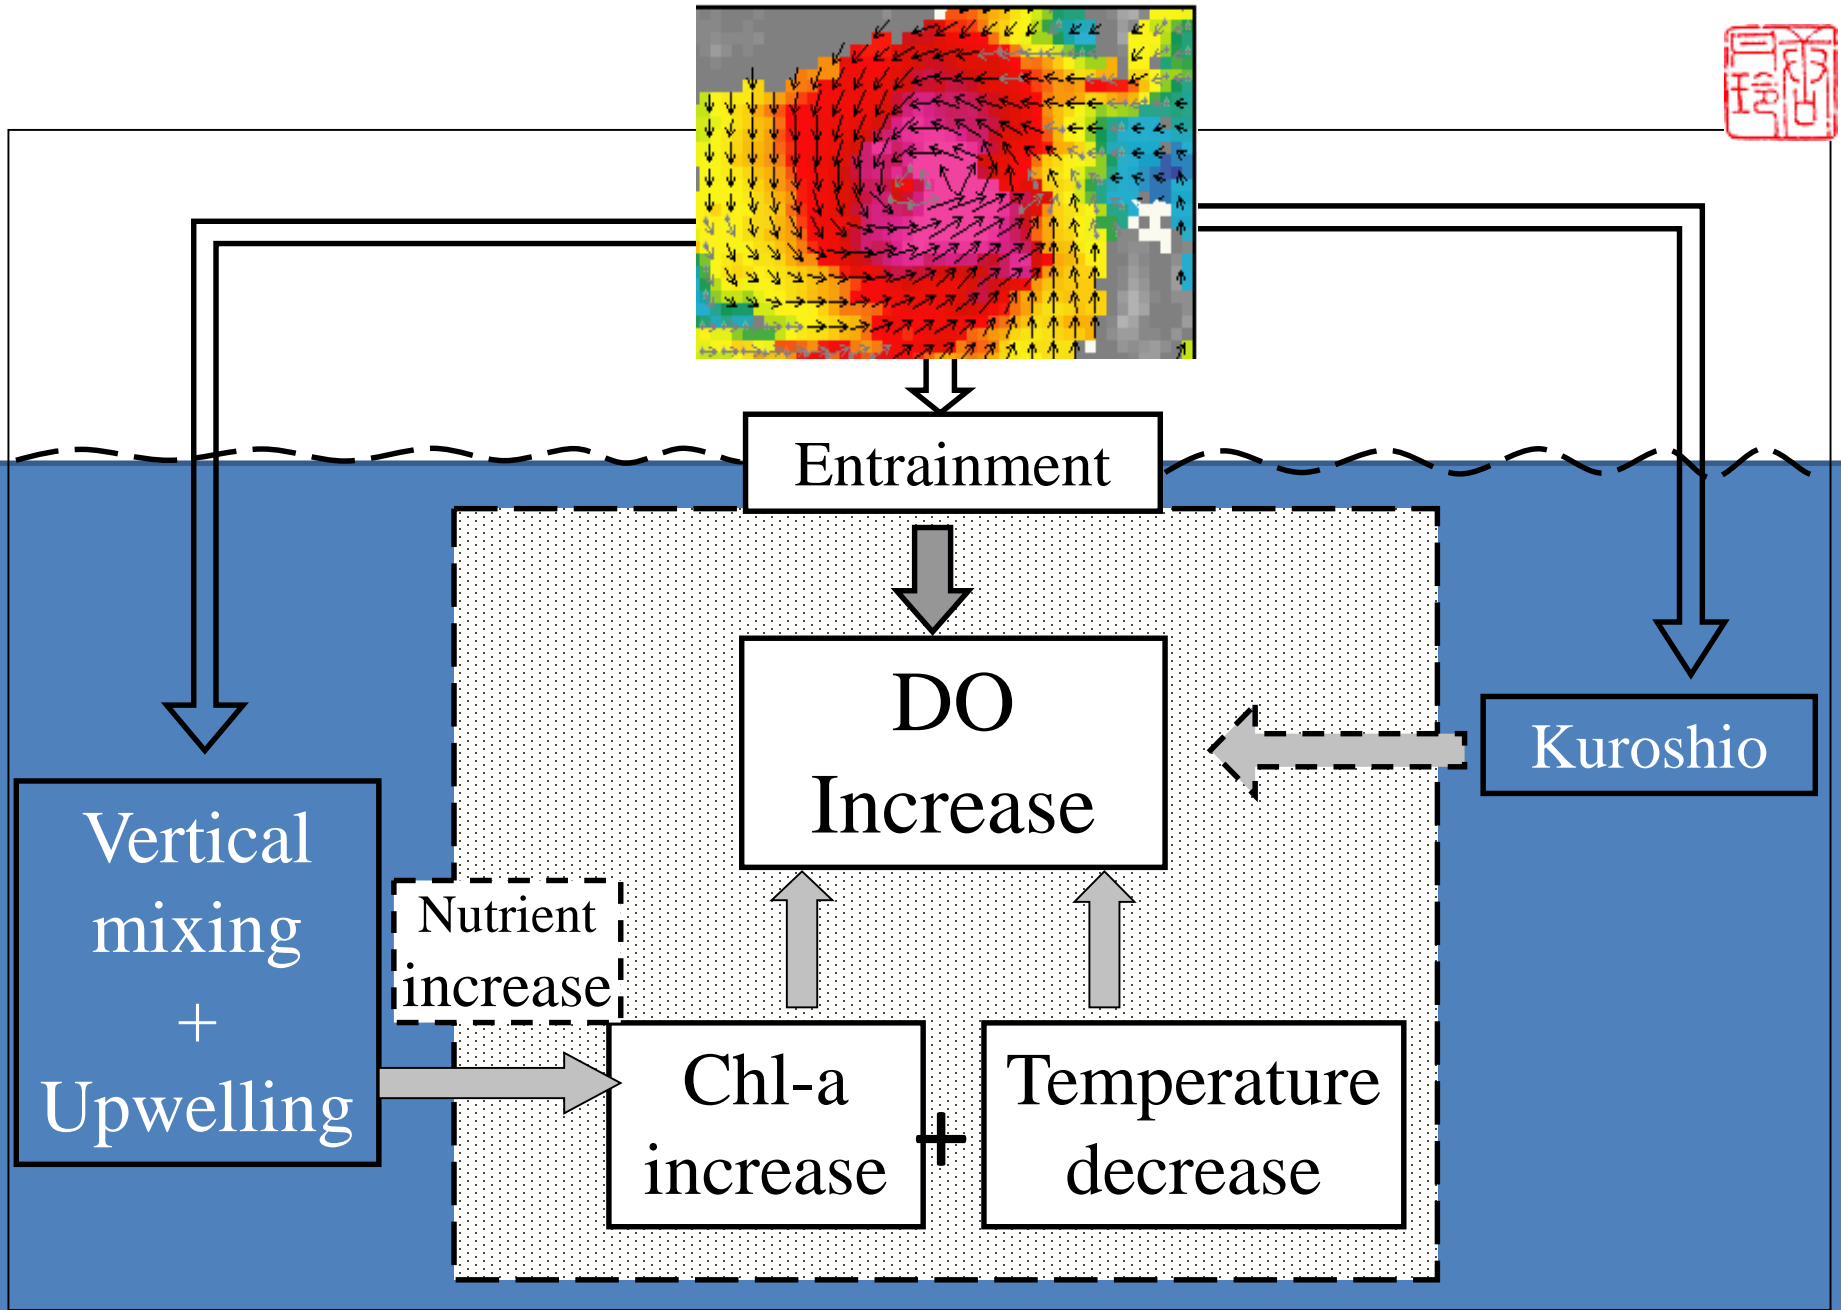 Entrainment
DO
Increase
Kuroshio
Vertical
mixing
+
Upwelling
Nutrient
increase
Chl-a
increase
+
Temperature
decrease